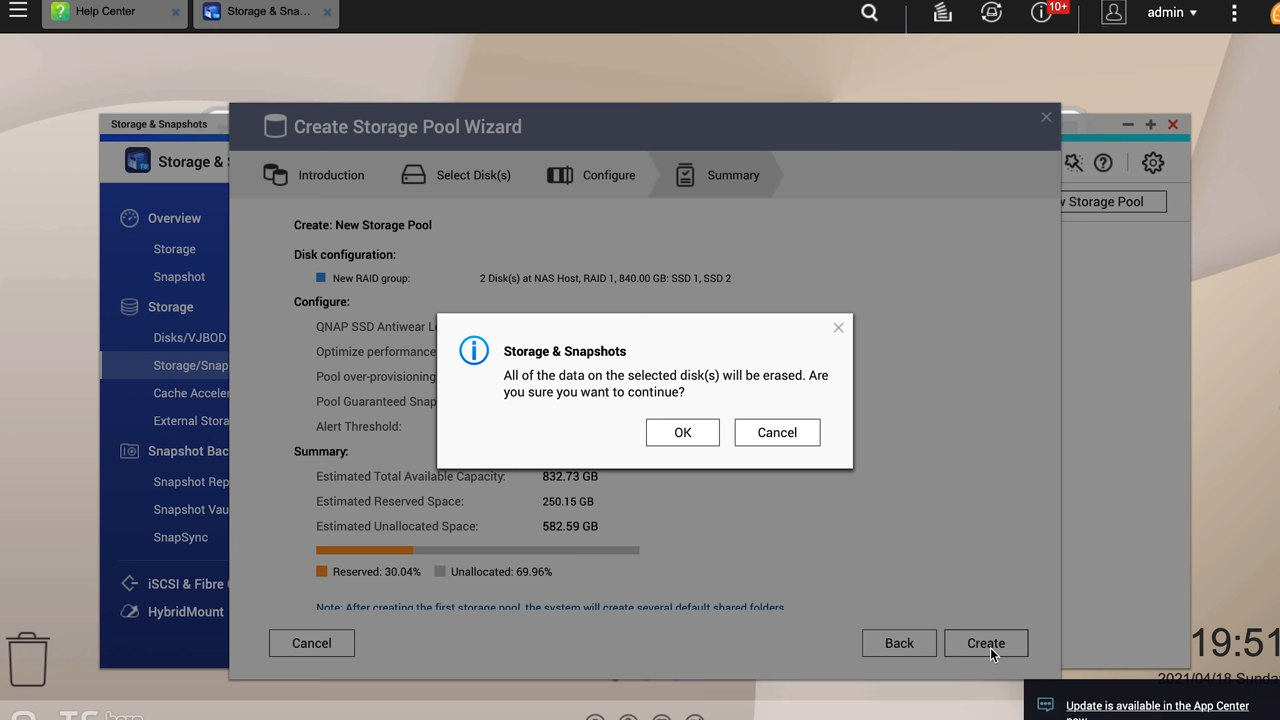 Help Center
Storage & Sna...
10+
admin
Storage & Snapshots
Create Storage Pool Wizard
Storage &
Introduction
Select Disk(s)
Configure
Summary
Storage Pool
Overview
Storage
Snapshot
Storage
Disks/VJBOD
Storage/Snap
Cache Acceler
External Stora
Snapshot Bac
Snapshot Rep
Snapshot Vau
SnapSync
iSCSI & Fibre
HybridMount
Create: New Storage Pool
Disk configuration:
New RAID group: 2 Disk(s) at NAS Host, RAID 1, 840.00 GB: SSD 1, SSD 2
Configure:
QNAP SSD Antiwear L
Optimize performance
Pool over-provisioning
Pool Guaranteed Snap
Alert Threshold:
Storage & Snapshots
All of the data on the selected disk(s) will be erased. Are
you sure you want to continue?
OK
Cancel
Summary:
Estimated Total Available Capacity: 832.73 GB
Estimated Reserved Space: 250.15 GB
Estimated Unallocated Space: 582.59 GB
Reserved: 30.04%
Unallocated: 69.96%
Note: After creating the first storage pool, the system will create several default shared folders
Cancel
Back
Create
19:51
2021/04/18 Sunda
Update is available in the App Center
now